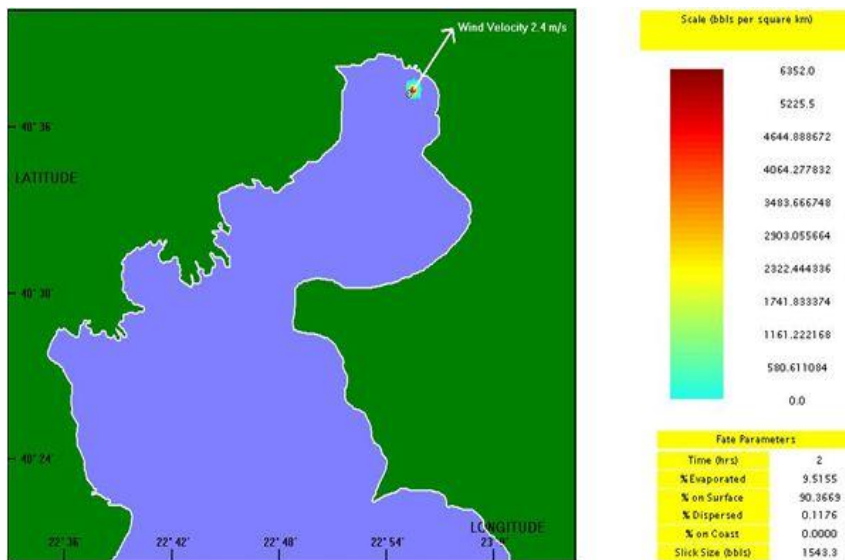 Wind Velocity 2.4 m/s
40° 36'
LATITUDE
40° 30'
40° 24'
LONGITUDE
22° 36' 22° 42' 22° 48' 22° 54' 23° 0'
Scale (bbls per square km)
6352.0
5225.5
4644.888672
4064.277832
3483.666748
2903.055664
2322.444336
1741.833374
1161.222168
580.611084
0.0
Fate Parameters
Time (hrs) 2
% Evaporated 9.5155
% on Surface 90.3669
% Dispersed 0.1176
% on Coast 0.0000
Slick Size (bbls) 1543.3